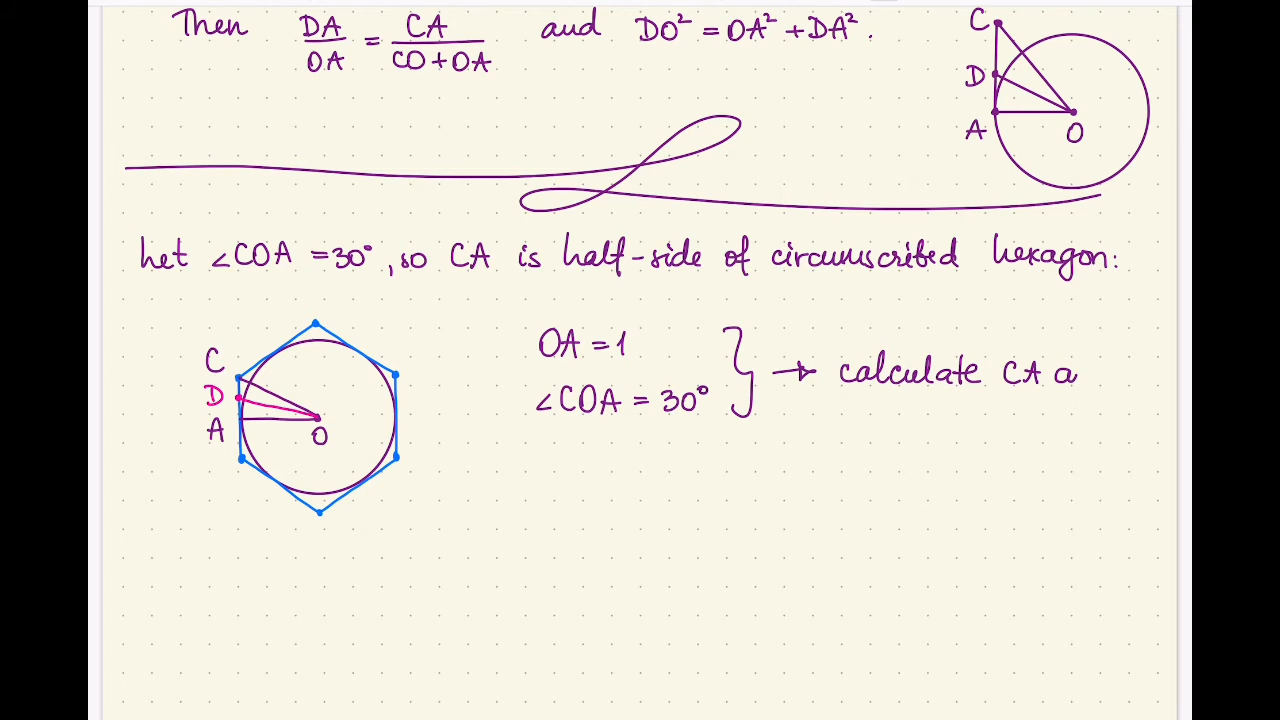 Then DA/OA = CA/(CO+OA) and DO² = OA² + DA².
C
D
A
O
Let ∠COA = 30°, so CA is half-side of circumscribed hexagon:
C
D
A
O
OA = 1
∠COA = 30°
} → calculate CA a